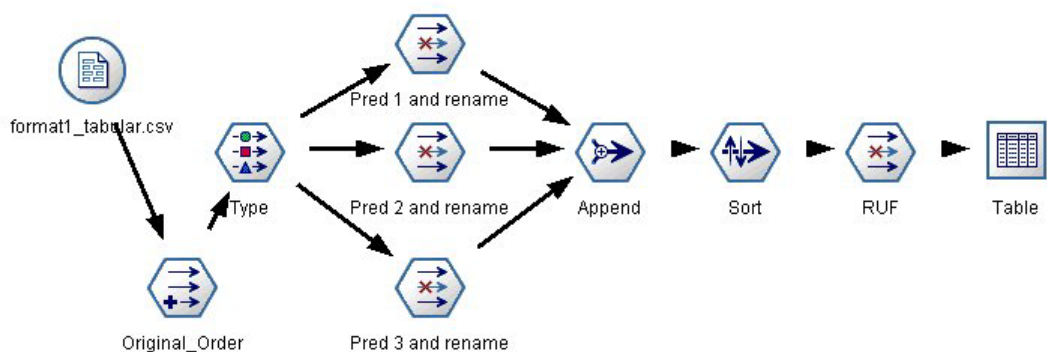 Pred 1 and rename
format1_tabular.csv
Type
Pred 2 and rename
Append
Sort
RUF
Table
Original_Order
Pred 3 and rename